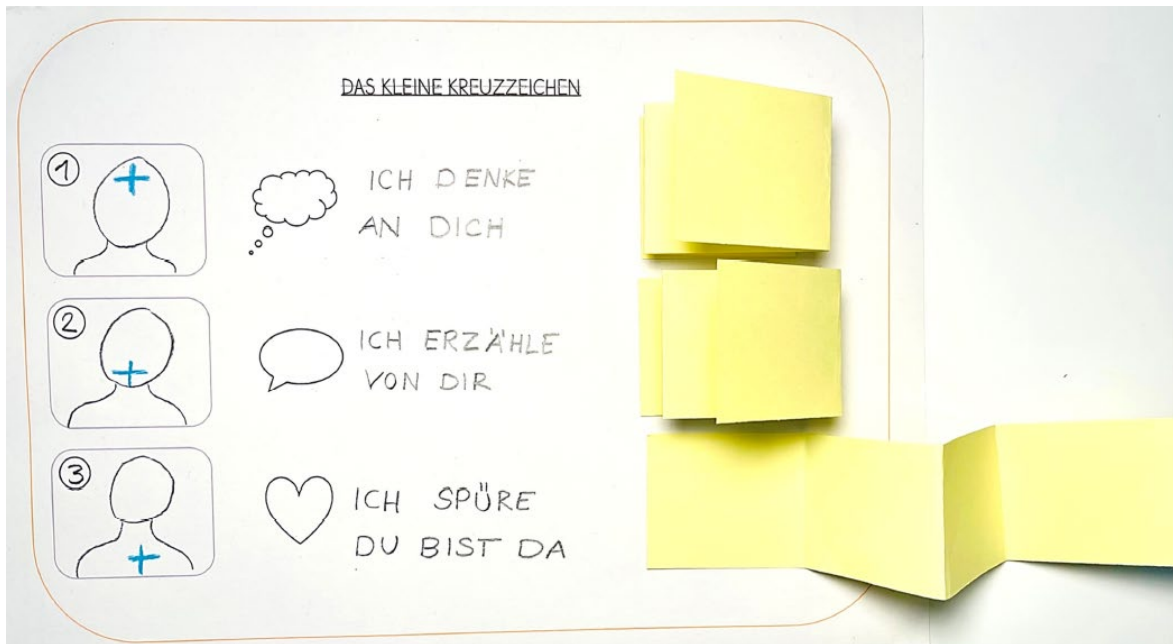 DAS KLEINE KREUZZEICHEN
1
ICH DENKE
AN DICH
2
ICH ERZÄHLE
VON DIR
3
ICH SPÜRE
DU BIST DA